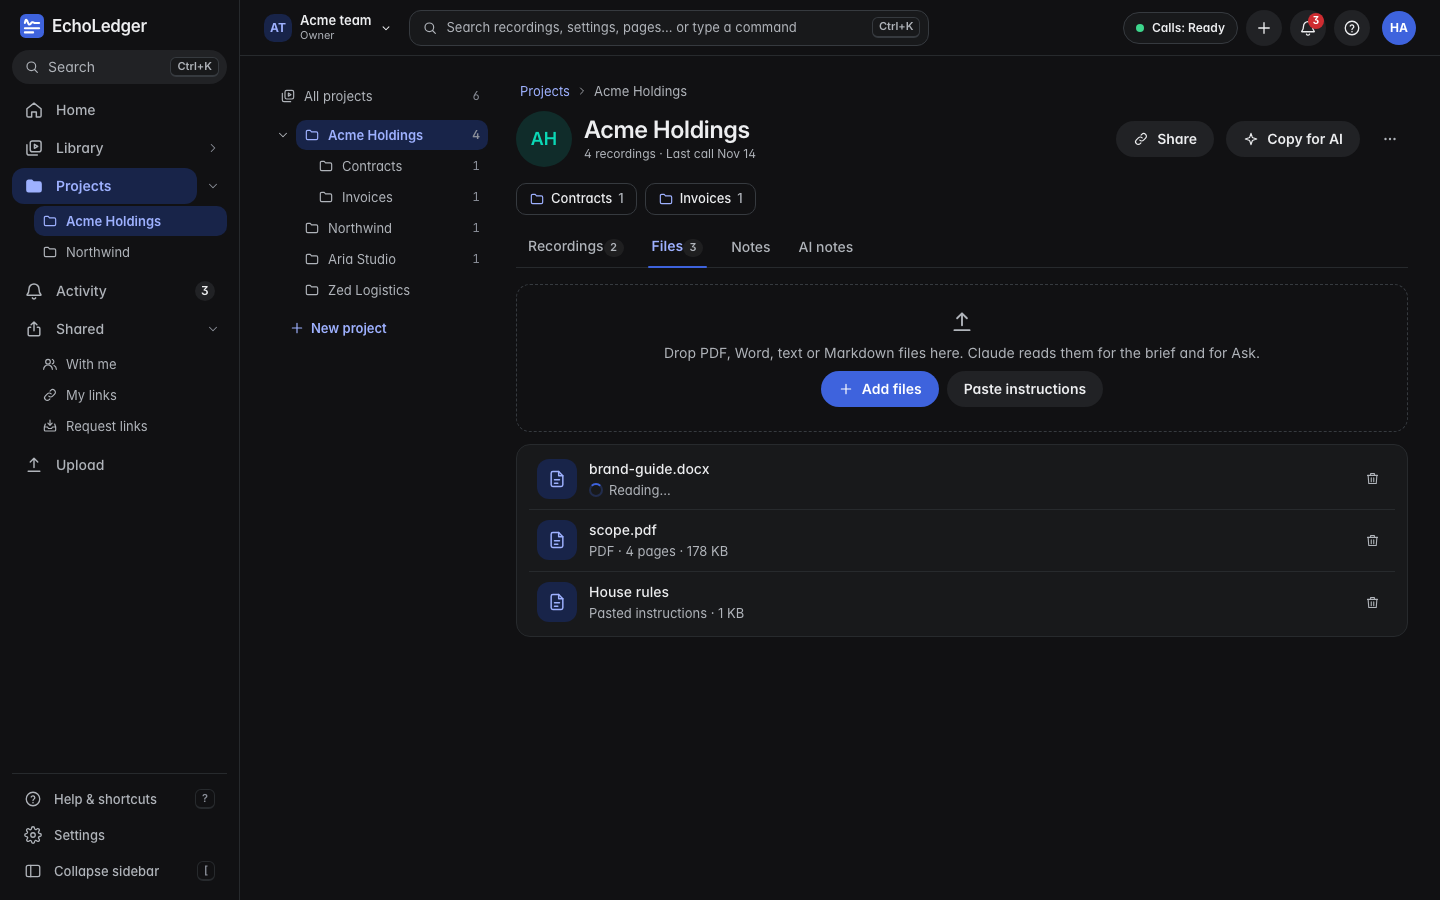 EchoLedger
Search Ctrl+K
Home
Library
Projects
Acme Holdings
Northwind
Activity 3
Shared
With me
My links
Request links
Upload
Help & shortcuts ?
Settings
Collapse sidebar [
AT Acme team
Owner
Search recordings, settings, pages... or type a command Ctrl+K
Calls: Ready
3
HA
All projects 6
Acme Holdings 4
Contracts 1
Invoices 1
Northwind 1
Aria Studio 1
Zed Logistics
New project
Projects Acme Holdings
AH Acme Holdings
4 recordings · Last call Nov 14
Share
Copy for AI
Contracts 1
Invoices 1
Recordings 2
Files 3
Notes
AI notes
Drop PDF, Word, text or Markdown files here. Claude reads them for the brief and for Ask.
Add files
Paste instructions
brand-guide.docx
Reading...
scope.pdf
PDF · 4 pages · 178 KB
House rules
Pasted instructions · 1 KB